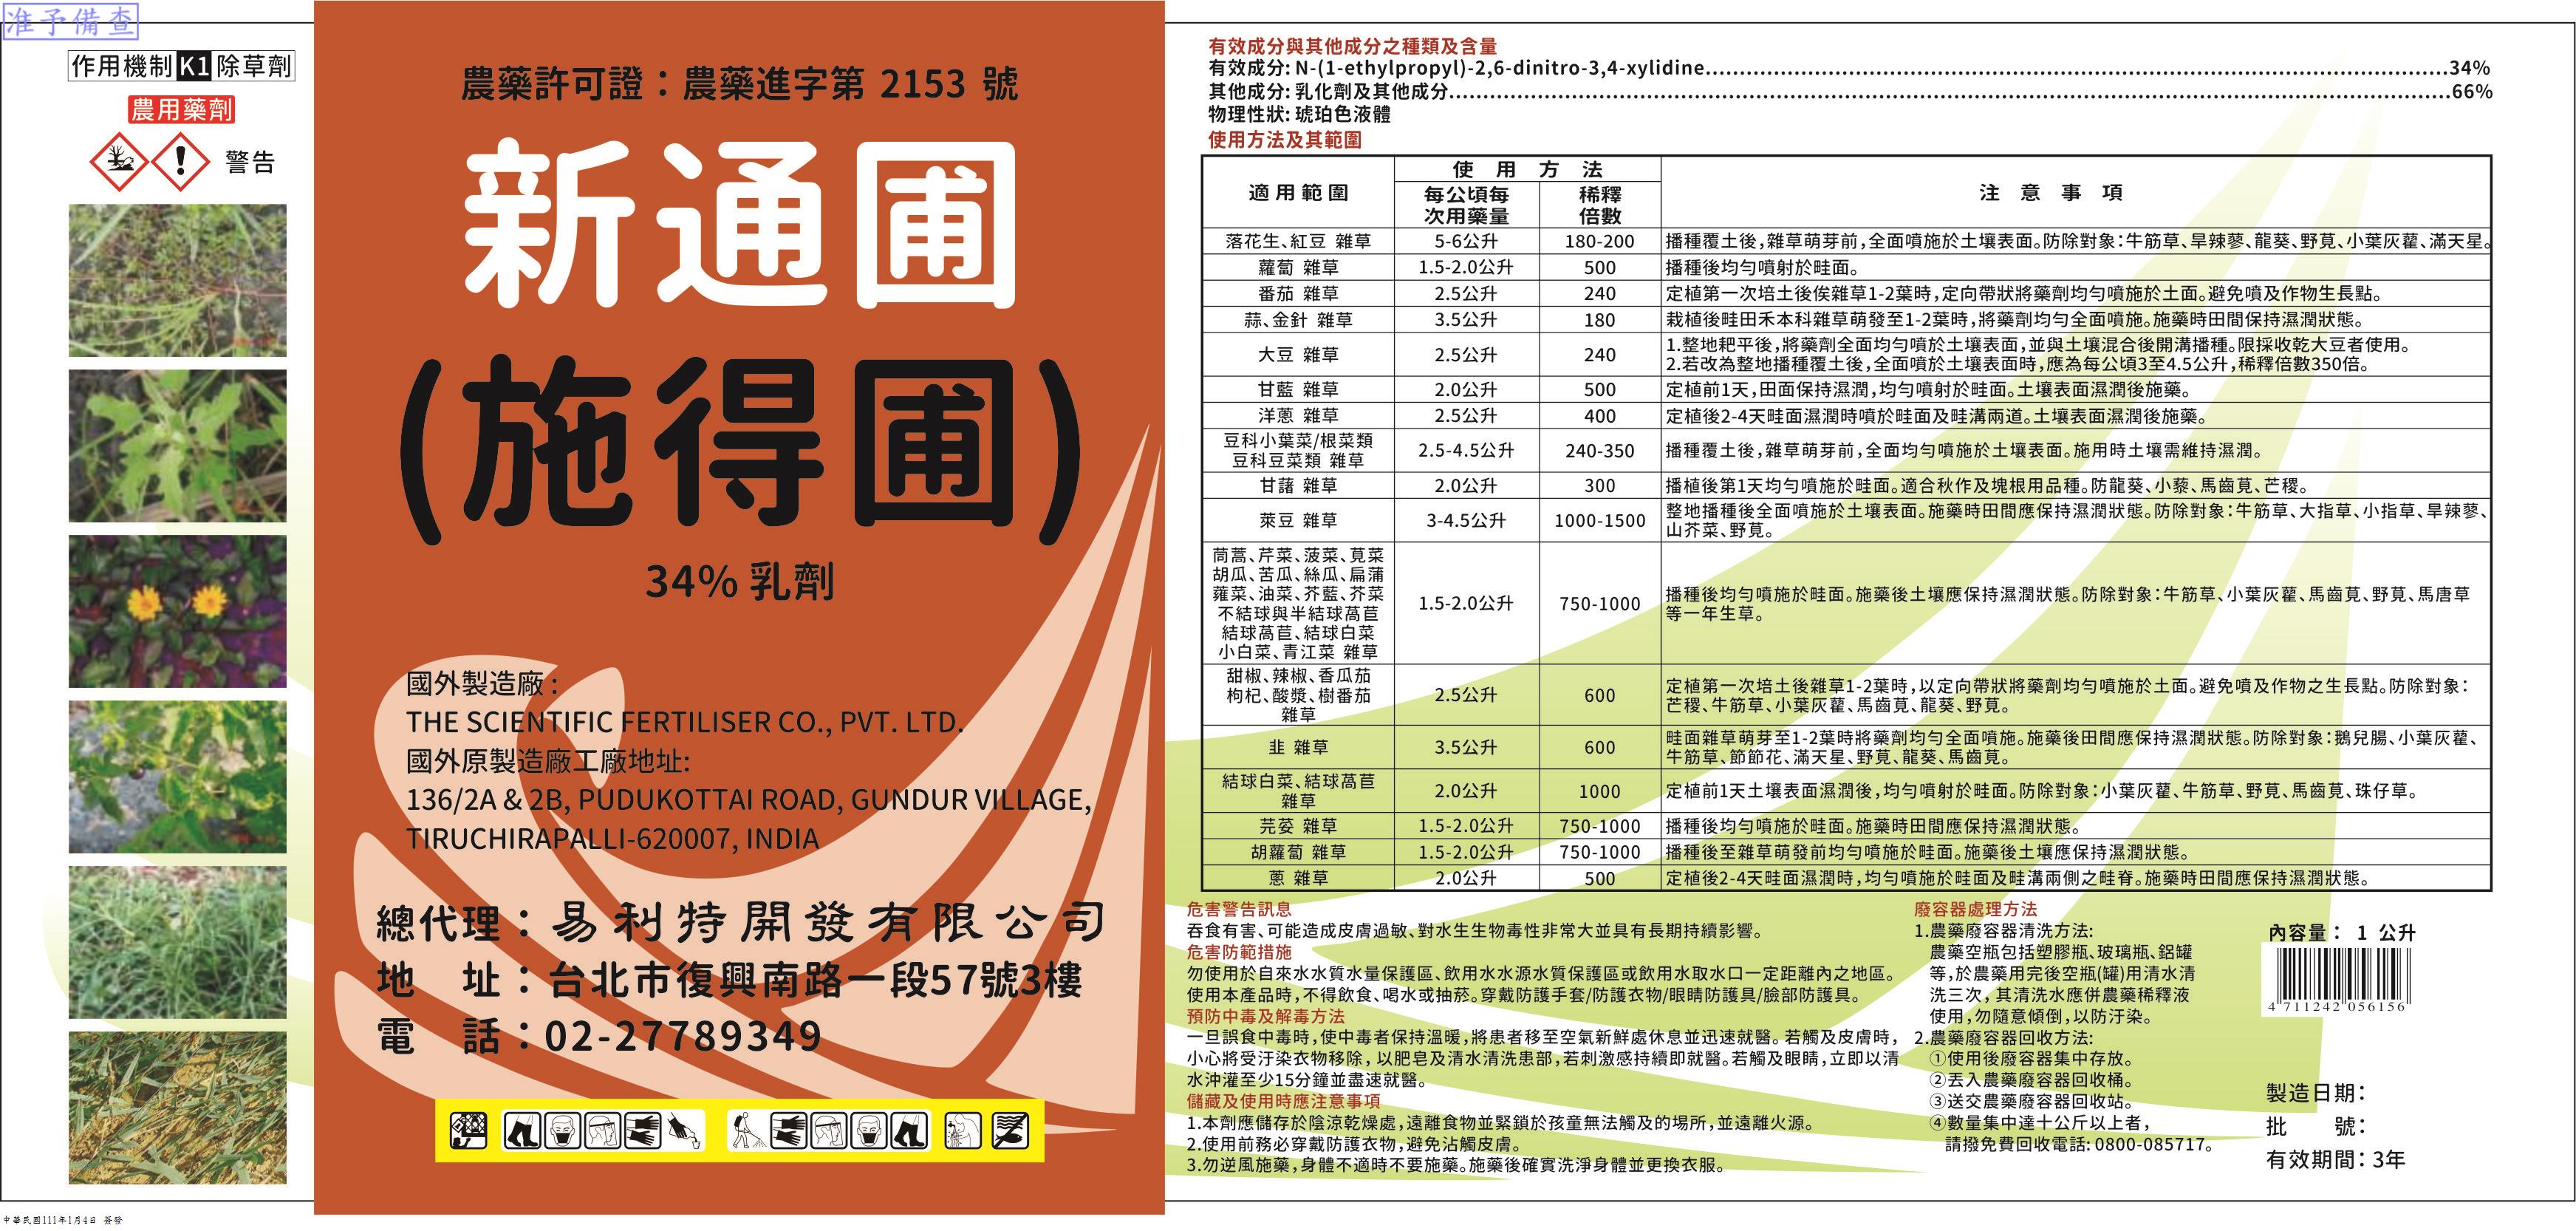 准予備查
作用機制 K1 除草劑
農用藥劑
警告
農藥許可證：農藥進字第 2153 號
新通圃
(施得圃)
34% 乳劑
國外製造廠：
THE SCIENTIFIC FERTILISER CO., PVT. LTD.
國外原製造廠工廠地址:
136/2A & 2B, PUDUKOTTAI ROAD, GUNDUR VILLAGE,
TIRUCHIRAPALLI-620007, INDIA
總代理：易利特開發有限公司
地　址：台北市復興南路一段57號3樓
電　話：02-27789349
有效成分與其他成分之種類及含量
有效成分: N-(1-ethylpropyl)-2,6-dinitro-3,4-xylidine 34%
其他成分: 乳化劑及其他成分 66%
物理性狀: 琥珀色液體
使用方法及其範圍
適用範圍 使用方法 注意事項
每公頃每次用藥量 稀釋倍數
落花生、紅豆 雜草 5-6公升 180-200 播種覆土後,雜草萌芽前,全面噴施於土壤表面。防除對象:牛筋草、旱辣蓼、龍葵、野莧、小葉灰藋、滿天星。
蘿蔔 雜草 1.5-2.0公升 500 播種後均勻噴射於畦面。
番茄 雜草 2.5公升 240 定植第一次培土後俟雜草1-2葉時,定向帶狀將藥劑均勻噴施於土面。避免噴及作物生長點。
蒜、金針 雜草 3.5公升 180 栽植後畦田禾本科雜草萌發至1-2葉時,將藥劑均勻全面噴施。施藥時田間保持濕潤狀態。
大豆 雜草 2.5公升 240 1.整地耙平後,將藥劑全面均勻噴於土壤表面,並與土壤混合後開溝播種。限採收乾大豆者使用。
2.若改為整地播種覆土後,全面噴於土壤表面時,應為每公頃3至4.5公升,稀釋倍數350倍。
甘藍 雜草 2.0公升 500 定植前1天,田面保持濕潤,均勻噴射於畦面。土壤表面濕潤後施藥。
洋蔥 雜草 2.5公升 400 定植後2-4天畦面濕潤時噴於畦面及畦溝兩道。土壤表面濕潤後施藥。
豆科小葉菜/根菜類
豆科豆菜類 雜草 2.5-4.5公升 240-350 播種覆土後,雜草萌芽前,全面均勻噴施於土壤表面。施用時土壤需維持濕潤。
甘藷 雜草 2.0公升 300 播植後第1天均勻噴施於畦面。適合秋作及塊根用品種。防龍葵、小藜、馬齒莧、芒稷。
萊豆 雜草 3-4.5公升 1000-1500 整地播種後全面噴施於土壤表面。施藥時田間應保持濕潤狀態。防除對象:牛筋草、大指草、小指草、旱辣蓼、
山芥菜、野莧。
茼蒿、芹菜、菠菜、莧菜
胡瓜、苦瓜、絲瓜、扁蒲
蕹菜、油菜、芥藍、芥菜
不結球與半結球萵苣
結球萵苣、結球白菜
小白菜、青江菜 雜草 1.5-2.0公升 750-1000 播種後均勻噴施於畦面。施藥後土壤應保持濕潤狀態。防除對象:牛筋草、小葉灰藋、馬齒莧、野莧、馬唐草
等一年生草。
甜椒、辣椒、香瓜茄
枸杞、酸漿、樹番茄
雜草 2.5公升 600 定植第一次培土後雜草1-2葉時,以定向帶狀將藥劑均勻噴施於土面。避免噴及作物之生長點。防除對象:
芒稷、牛筋草、小葉灰藋、馬齒莧、龍葵、野莧。
韭 雜草 3.5公升 600 畦面雜草萌芽至1-2葉時將藥劑均勻全面噴施。施藥後田間應保持濕潤狀態。防除對象:鵝兒腸、小葉灰藋、
牛筋草、節節花、滿天星、野莧、龍葵、馬齒莧。
結球白菜、結球萵苣
雜草 2.0公升 1000 定植前1天土壤表面濕潤後,均勻噴射於畦面。防除對象:小葉灰藋、牛筋草、野莧、馬齒莧、珠仔草。
芫荽 雜草 1.5-2.0公升 750-1000 播種後均勻噴施於畦面。施藥時田間應保持濕潤狀態。
胡蘿蔔 雜草 1.5-2.0公升 750-1000 播種後至雜草萌發前均勻噴施於畦面。施藥後土壤應保持濕潤狀態。
蔥 雜草 2.0公升 500 定植後2-4天畦面濕潤時,均勻噴施於畦面及畦溝兩側之畦脊。施藥時田間應保持濕潤狀態。
危害警告訊息
吞食有害、可能造成皮膚過敏、對水生生物毒性非常大並具有長期持續影響。
危害防範措施
勿使用於自來水水質水量保護區、飲用水水源水質保護區或飲用水取水口一定距離內之地區。
使用本產品時,不得飲食、喝水或抽菸。穿戴防護手套/防護衣物/眼睛防護具/臉部防護具。
預防中毒及解毒方法
一旦誤食中毒時,使中毒者保持溫暖,將患者移至空氣新鮮處休息並迅速就醫。若觸及皮膚時,
小心將受汙染衣物移除,以肥皂及清水清洗患部,若刺激感持續即就醫。若觸及眼睛,立即以清
水沖灌至少15分鐘並盡速就醫。
儲藏及使用時應注意事項
1.本劑應儲存於陰涼乾燥處,遠離食物並緊鎖於孩童無法觸及的場所,並遠離火源。
2.使用前務必穿戴防護衣物,避免沾觸皮膚。
3.勿逆風施藥,身體不適時不要施藥。施藥後確實洗淨身體並更換衣服。
廢容器處理方法
1.農藥廢容器清洗方法:
農藥空瓶包括塑膠瓶、玻璃瓶、鋁罐
等,於農藥用完後空瓶(罐)用清水清
洗三次,其清洗水應併農藥稀釋液
使用,勿隨意傾倒,以防汙染。
2.農藥廢容器回收方法:
①使用後廢容器集中存放。
②丟入農藥廢容器回收桶。
③送交農藥廢容器回收站。
④數量集中達十公斤以上者,
請撥免費回收電話: 0800-085717。
內容量： 1 公升
4 711242 056156
製造日期：
批　號：
有效期間：3年
中華民國111年1月4日 簽發